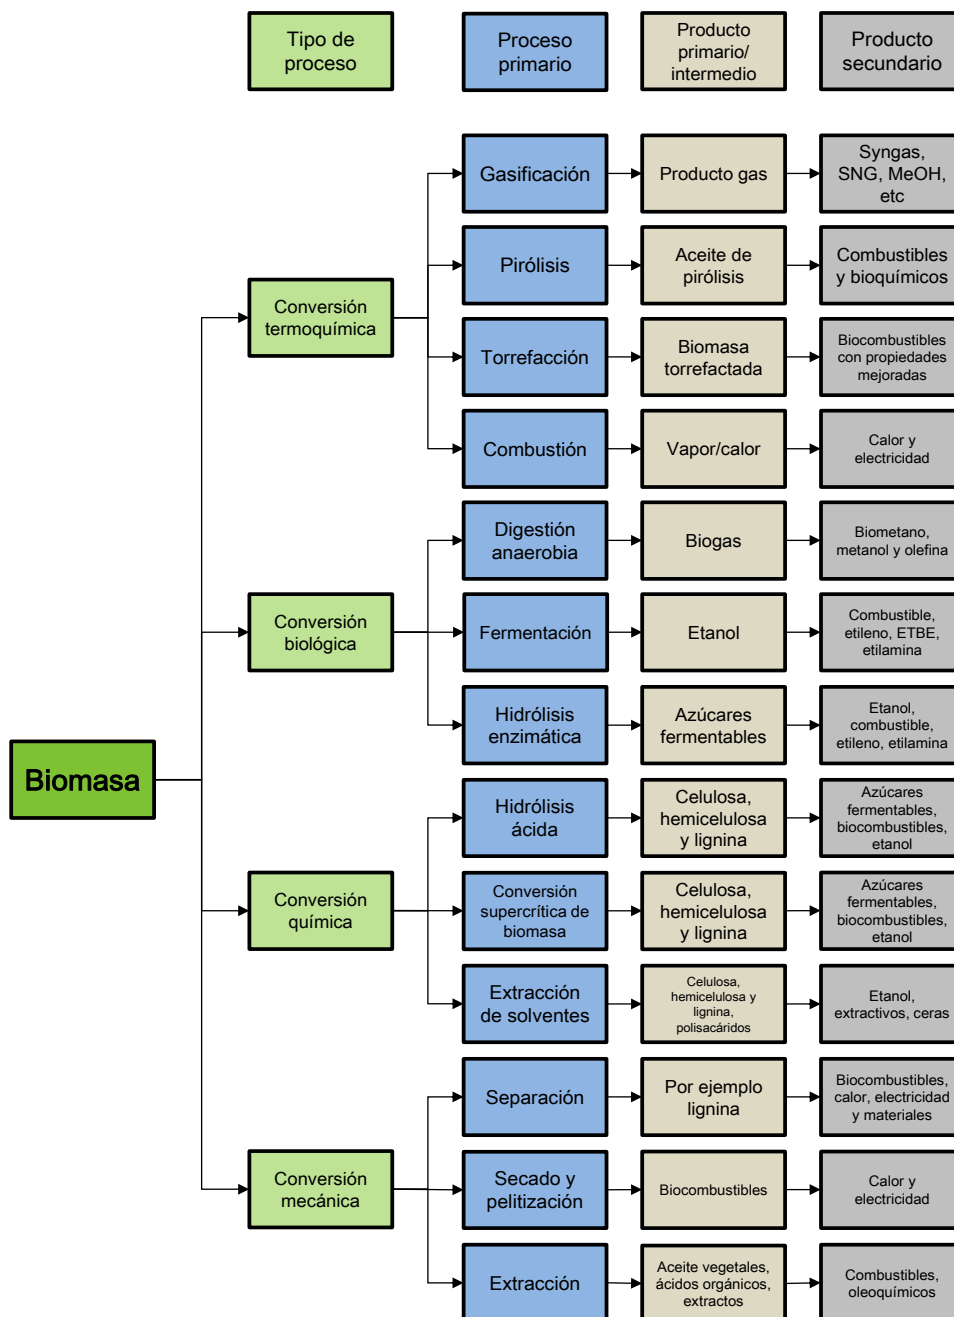 Tipo de
proceso
Proceso
primario
Producto
primario/
intermedio
Producto
secundario
Biomasa
Conversión
termoquímica
Gasificación
Producto gas
Syngas,
SNG, MeOH,
etc
Pirólisis
Aceite de
pirólisis
Combustibles
y bioquímicos
Torrefacción
Biomasa
torrefactada
Biocombustibles
con propiedades
mejoradas
Combustión
Vapor/calor
Calor y
electricidad
Conversión
biológica
Digestión
anaerobia
Biogas
Biometano,
metanol y olefina
Fermentación
Etanol
Combustible,
etileno, ETBE,
etilamina
Hidrólisis
enzimática
Azúcares
fermentables
Etanol,
combustible,
etileno, etilamina
Conversión
química
Hidrólisis
ácida
Celulosa,
hemicelulosa
y lignina
Azúcares
fermentables,
biocombustibles,
etanol
Conversión
supercrítica de
biomasa
Celulosa,
hemicelulosa
y lignina
Azúcares
fermentables,
biocombustibles,
etanol
Extracción
de solventes
Celulosa,
hemicelulosa y
lignina,
polisacáridos
Etanol,
extractivos, ceras
Conversión
mecánica
Separación
Por ejemplo
lignina
Biocombustibles,
calor, electricidad
y materiales
Secado y
pelitización
Biocombustibles
Calor y
electricidad
Extracción
Aceite vegetales,
ácidos orgánicos,
extractos
Combustibles,
oleoquímicos